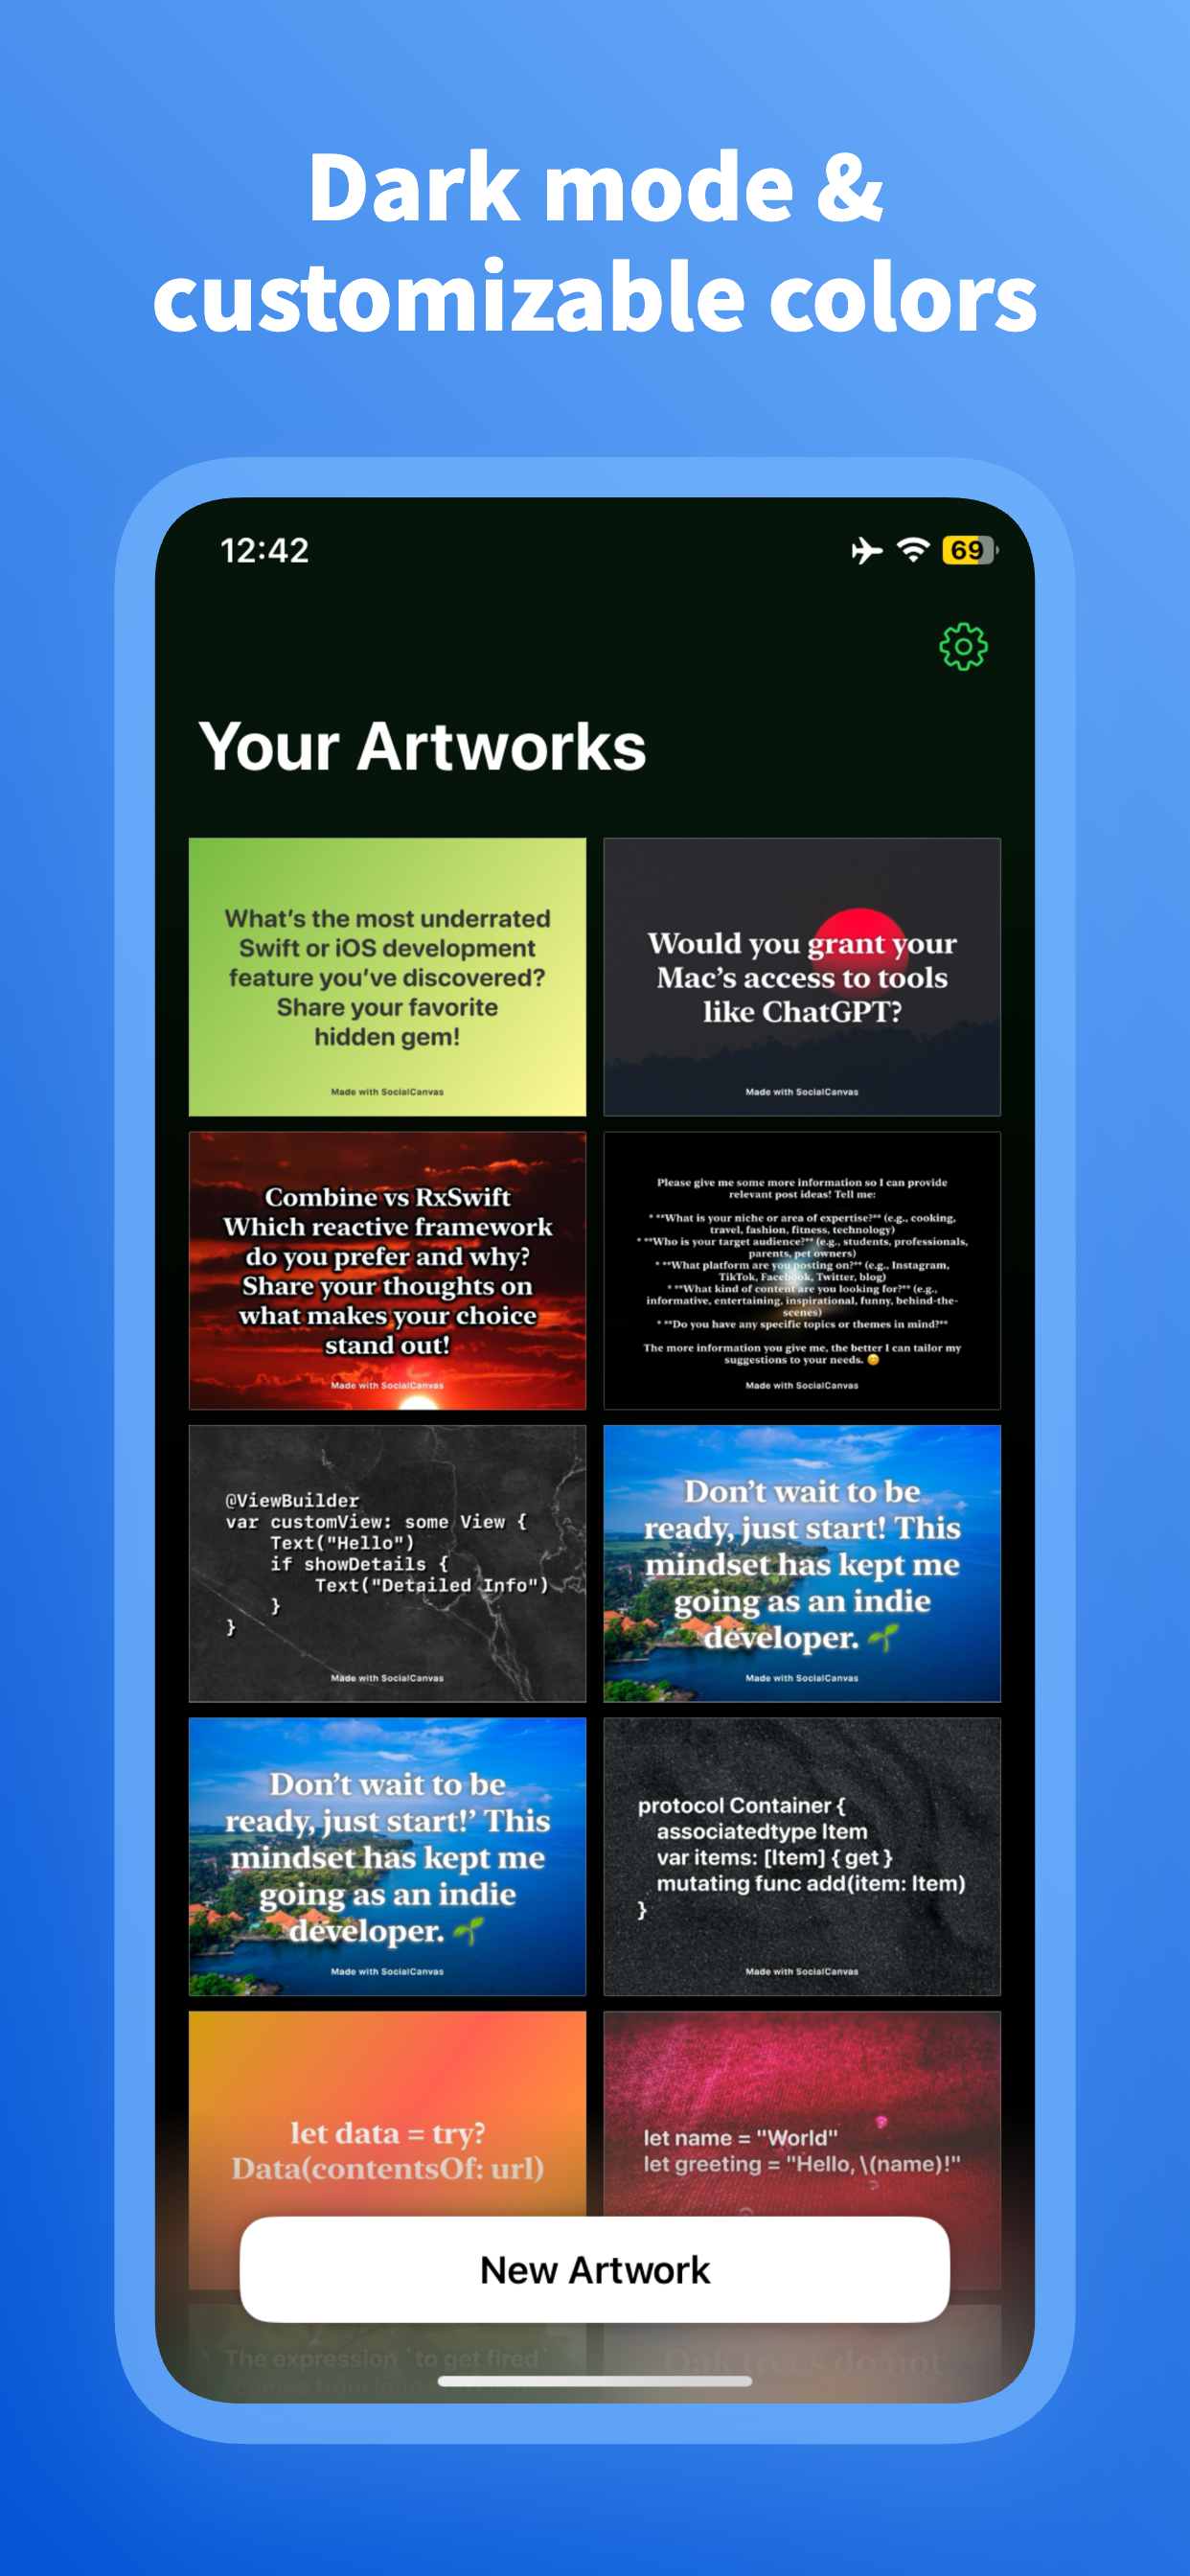 Dark mode &
customizable colors
12:42
69
Your Artworks
What's the most underrated
Swift or iOS development
feature you've discovered?
Share your favorite
hidden gem!
Made with SocialCanvas
Would you grant your
Mac's access to tools
like ChatGPT?
Made with SocialCanvas
Combine vs RxSwift
Which reactive framework
do you prefer and why?
Share your thoughts on
what makes your choice
stand out!
Made with SocialCanvas
Please give me some more information so I can provide
relevant post ideas! Tell me:
* **What is your niche or area of expertise?** (e.g., cooking,
travel, fashion, fitness, technology)
* **Who is your target audience?** (e.g., students, professionals,
parents, pet owners)
* **What platform are you posting on?** (e.g., Instagram,
TikTok, Facebook, Twitter, blog)
* **What kind of content are you looking for?** (e.g.,
informative, entertaining, inspirational, funny, behind-the-
scenes)
* **Do you have any specific topics or themes in mind?**
The more information you give me, the better I can tailor my
suggestions to your needs. 😊
Made with SocialCanvas
@ViewBuilder
var customView: some View {
    Text("Hello")
    if showDetails {
        Text("Detailed Info")
    }
}
Made with SocialCanvas
Don't wait to be
ready, just start! This
mindset has kept me
going as an indie
developer. 🌱
Made with SocialCanvas
Don't wait to be
ready, just start!' This
mindset has kept me
going as an indie
developer. 🌱
Made with SocialCanvas
protocol Container {
    associatedtype Item
    var items: [Item] { get }
    mutating func add(item: Item)
}
Made with SocialCanvas
let data = try?
Data(contentsOf: url)
let name = "World"
let greeting = "Hello, \(name)!"
New Artwork
The expression to get fired
comes from long
Oak trees do not